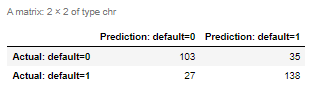 A matrix: 2 × 2 of type chr
Prediction: default=0 Prediction: default=1
Actual: default=0 103 35
Actual: default=1 27 138